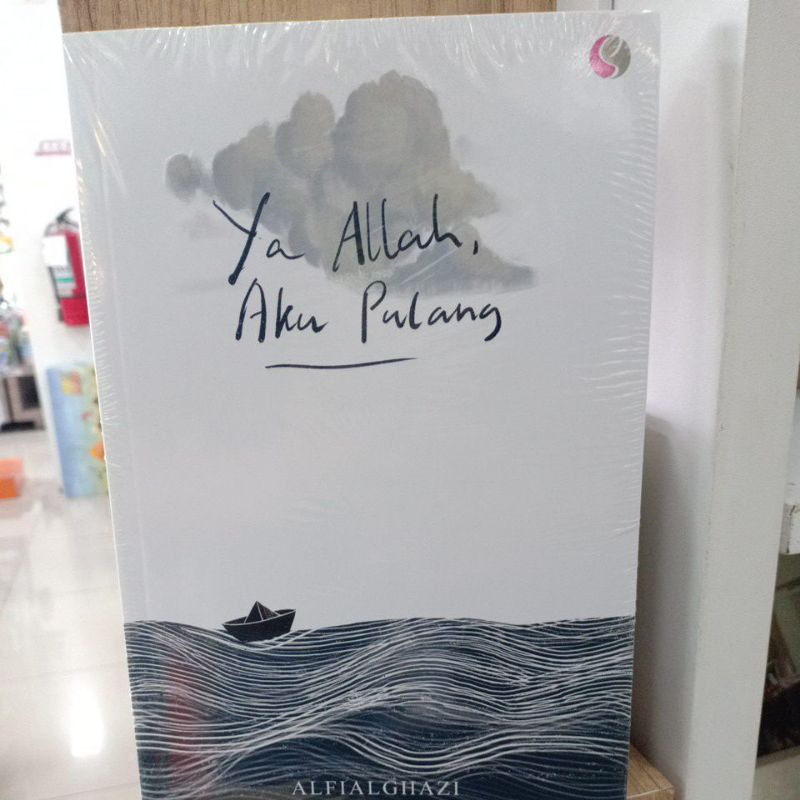 Ya Allah,
Aku Pulang
ALFIALGHAZI